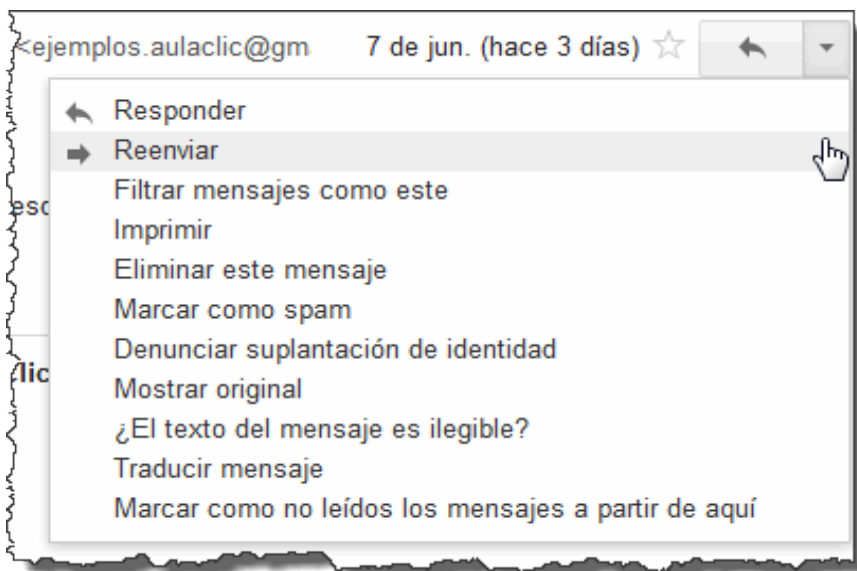 <ejemplos.aulaclic@gm 7 de jun. (hace 3 días)
Responder
Reenviar
Filtrar mensajes como este
Imprimir
Eliminar este mensaje
Marcar como spam
Denunciar suplantación de identidad
Mostrar original
¿El texto del mensaje es ilegible?
Traducir mensaje
Marcar como no leídos los mensajes a partir de aquí